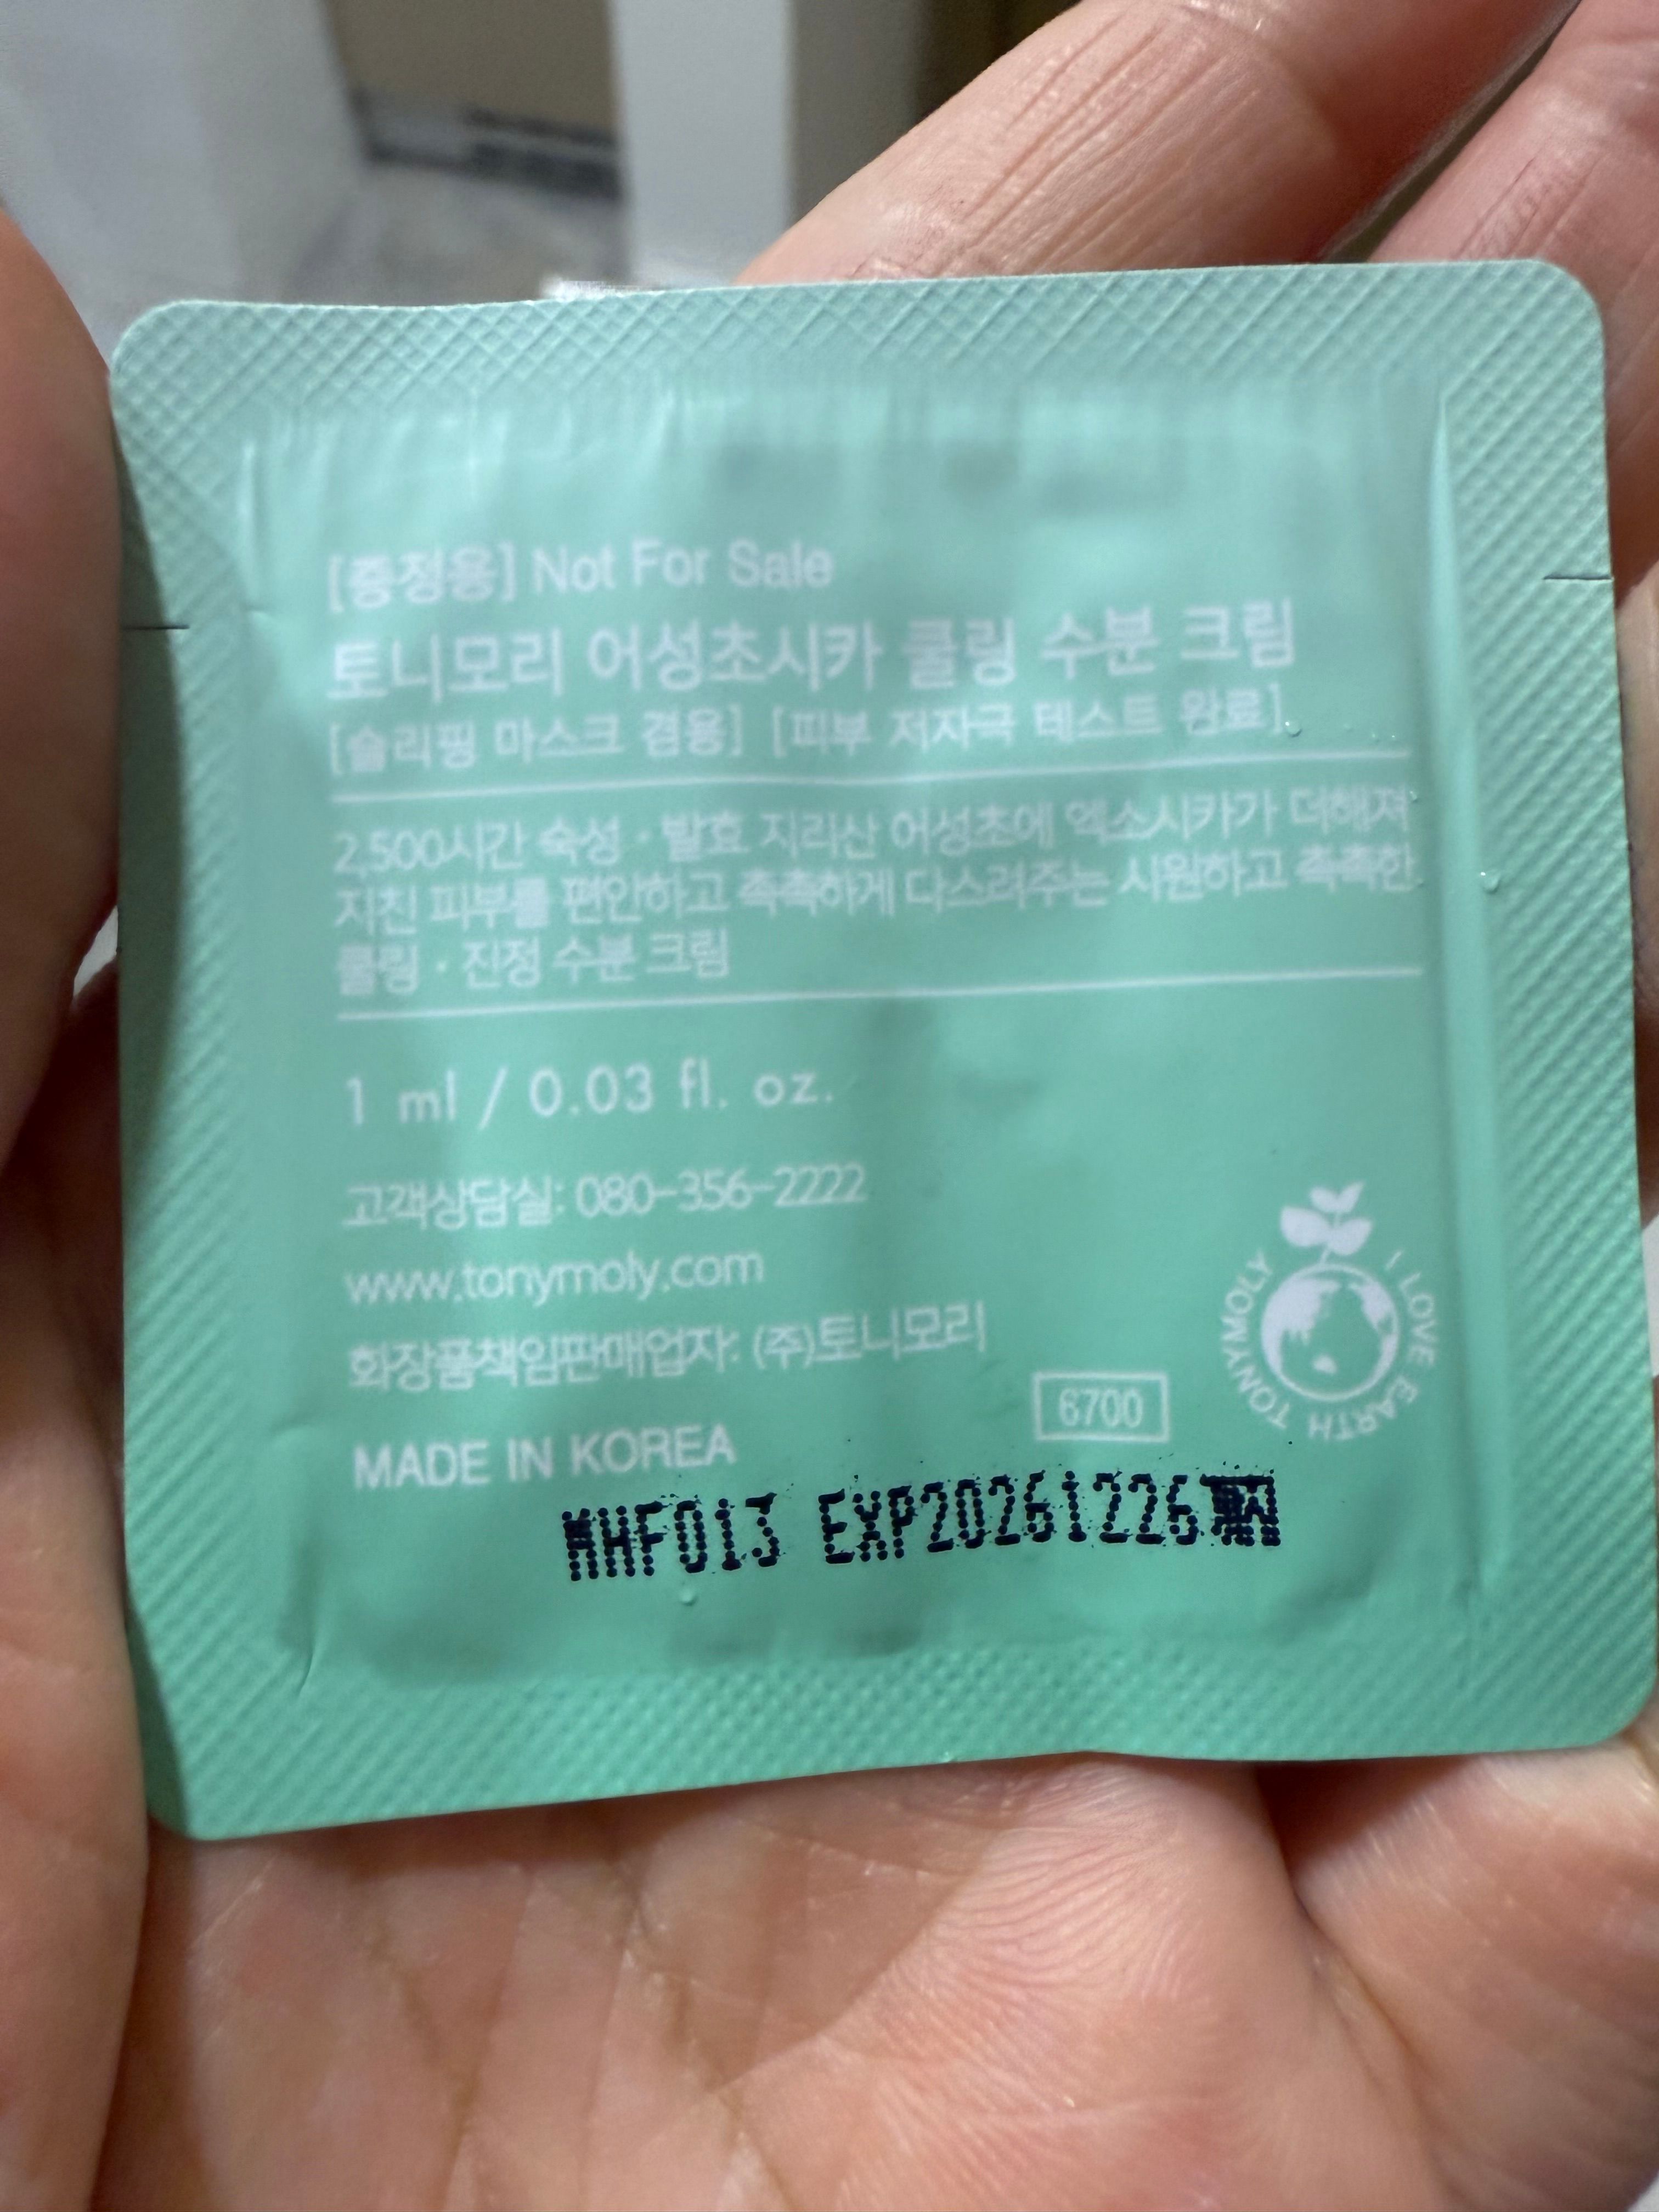 [증정용] Not For Sale
토니모리 어성초시카 쿨링 수분 크림
[슬리핑 마스크 겸용] [피부 저자극 테스트 완료]
2,500시간 숙성 · 발효 지리산 어성초에 엑소시카가 더해져
지친 피부를 편안하고 촉촉하게 다스려주는 시원하고 촉촉한
쿨링 · 진정 수분 크림
1 ml / 0.03 fl. oz.
고객상담실: 080-356-2222
www.tonymoly.com
화장품책임판매업자: (주)토니모리
6700
I LOVE EARTH TONYMOLY
MADE IN KOREA
EXP20261226